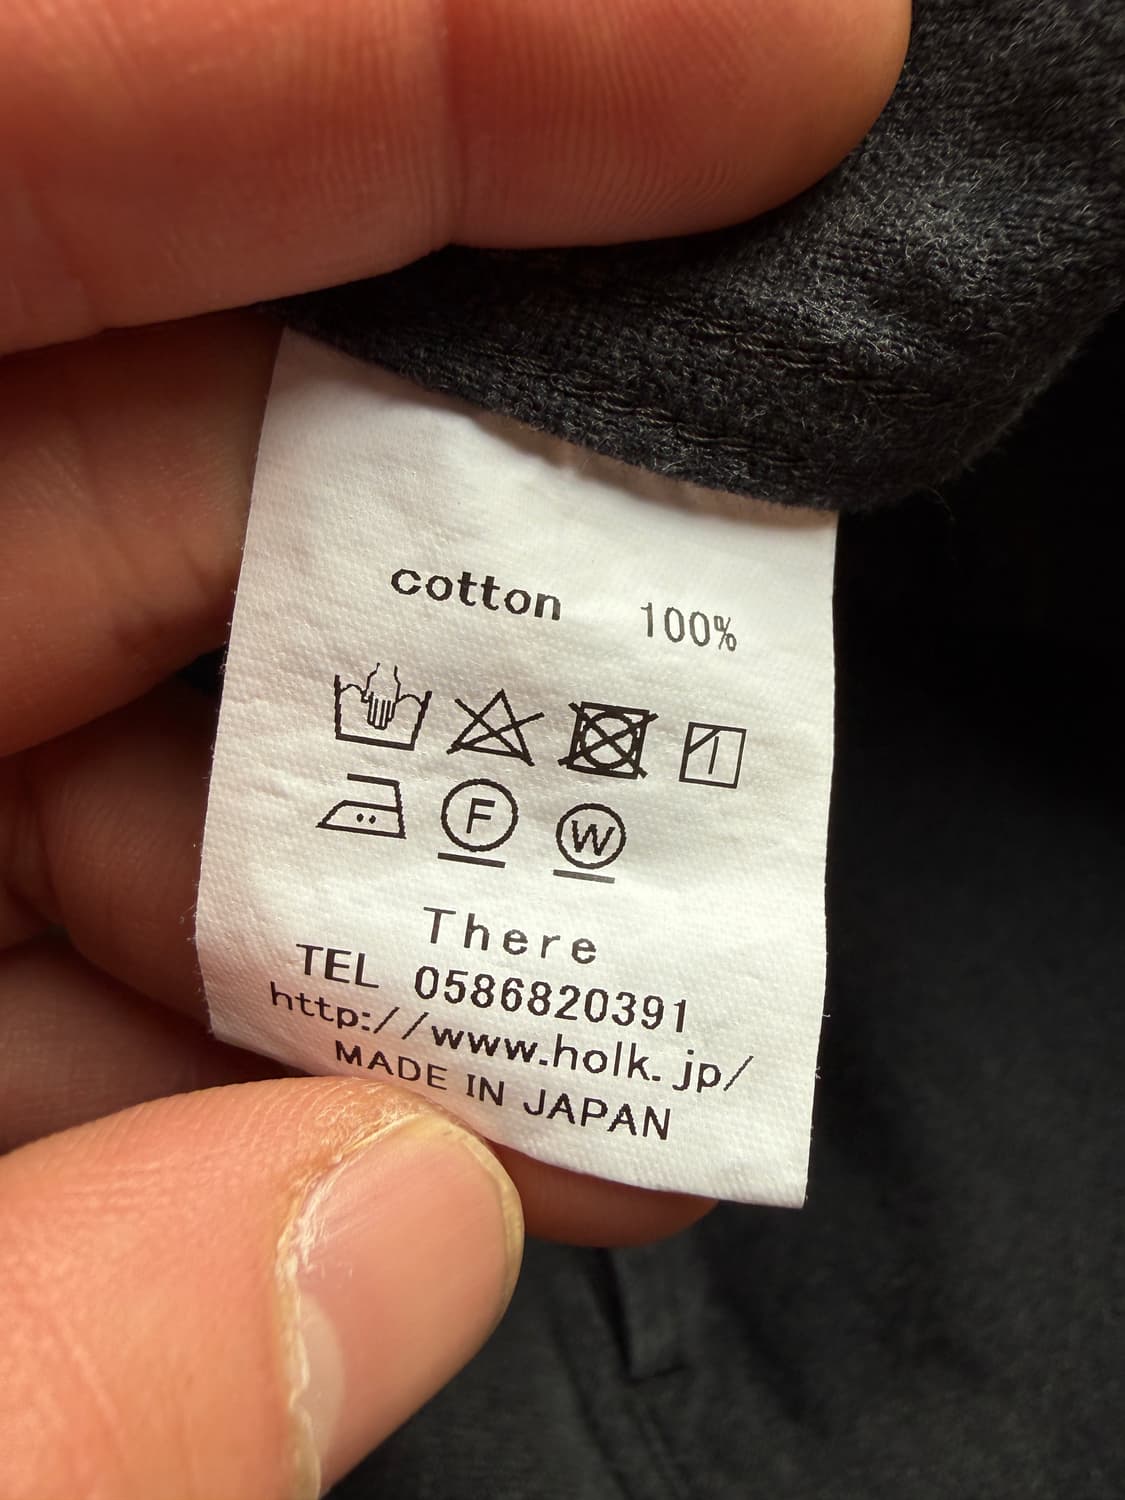 cotton 100%
F W
There
TEL 0586820391
http://www.holk.jp/
MADE IN JAPAN